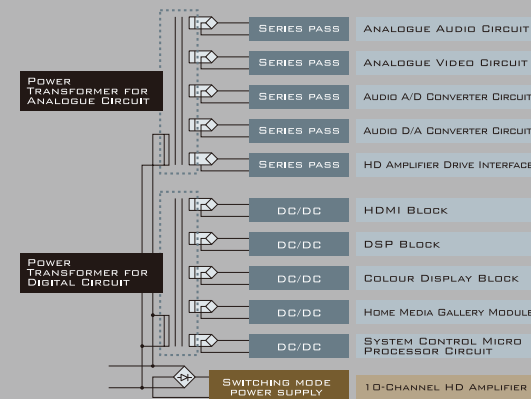 SERIES PASS ANALOGUE AUDIO CIRCUIT
SERIES PASS ANALOGUE VIDEO CIRCUIT
POWER
TRANSFORMER FOR
ANALOGUE CIRCUIT
SERIES PASS AUDIO A/D CONVERTER CIRCUIT
SERIES PASS AUDIO D/A CONVERTER CIRCUIT
SERIES PASS HD AMPLIFIER DRIVE INTERFACE
DC/DC HDMI BLOCK
DC/DC DSP BLOCK
POWER
TRANSFORMER FOR
DIGITAL CIRCUIT
DC/DC COLOUR DISPLAY BLOCK
DC/DC HOME MEDIA GALLERY MODULE
DC/DC SYSTEM CONTROL MICRO
PROCESSOR CIRCUIT
SWITCHING MODE
POWER SUPPLY
10-CHANNEL HD AMPLIFIER